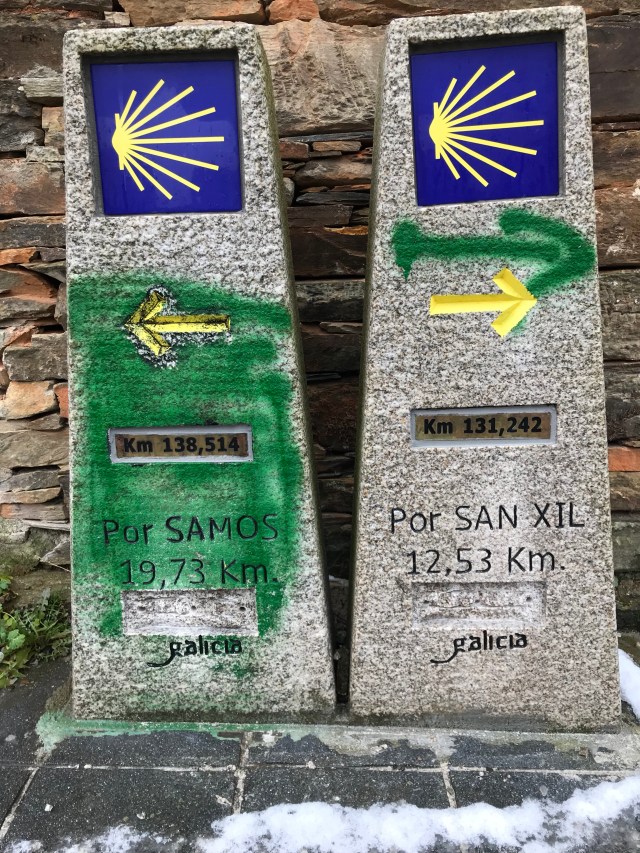 Km 138,514
Por SAMOS
19,73 Km.
galicia
Km 131,242
Por SAN XIL
12,53 Km.
galicia